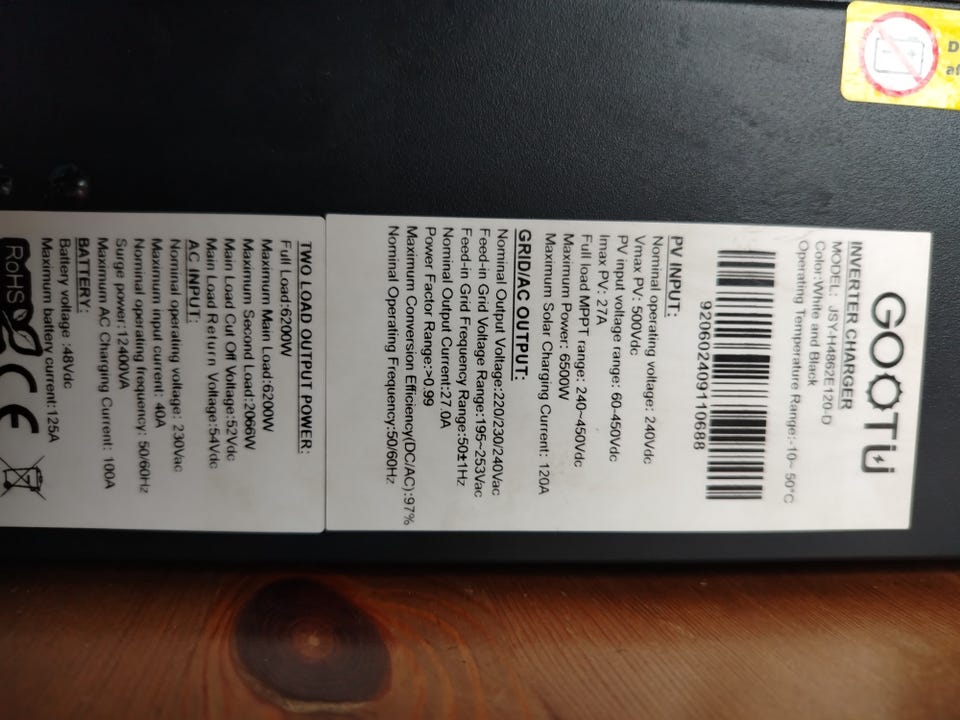 GOOTU
INVERTER CHARGER
MODEL: JSY-H4862E120-D
Color:White and Black
Operating Temperature Range:-10~ 50°C
920602409110688
PV INPUT:
Nominal operating voltage: 240Vdc
Vmax PV: 500Vdc
PV input voltage range: 60-450Vdc
Imax PV: 27A
Full load MPPT range: 240-450Vdc
Maximum Power: 6500W
Maximum Solar Charging Current: 120A
GRID/AC OUTPUT:
Nominal Output Voltage:220/230/240Vac
Feed-in Grid Voltage Range:195~253Vac
Feed-in Grid Frequency Range:50±1Hz
Nominal Output Current:27.0A
Power Factor Range:>0.99
Maximum Conversion Efficiency(DC/AC):97%
Nominal Operating Frequency:50/60Hz
TWO LOAD OUTPUT POWER:
Full Load:6200W
Maximum Main Load:6200W
Maximum Second Load:2066W
Main Load Cut Off Voltage:52Vdc
Main Load Return Voltage:54Vdc
AC INPUT:
Nominal operating voltage: 230Vac
Maximum input current: 40A
Nominal operating frequency: 50/60Hz
Surge power:12400VA
Maximum AC Charging Current: 100A
BATTERY:
Battery voltage :48Vdc
Maximum battery current:125A
RoHS CE